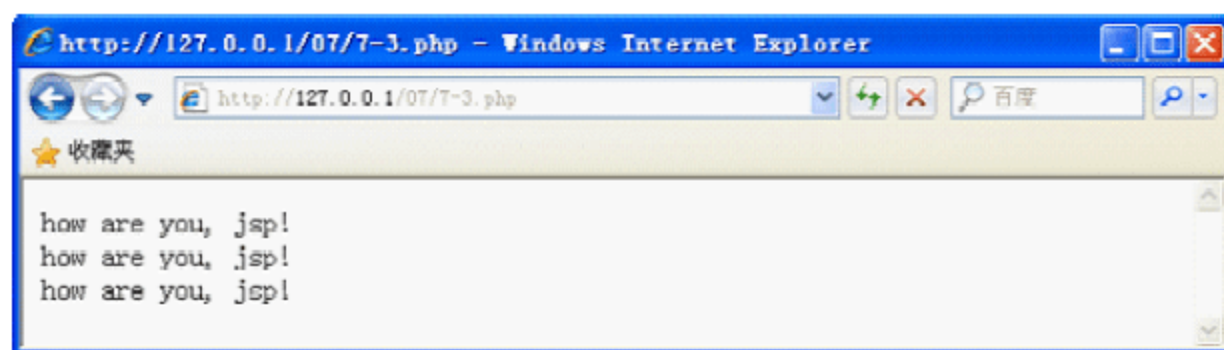 http://127.0.0.1/07/7-3.php - Windows Internet Explorer
http://127.0.0.1/07/7-3.php
百度
收藏夹
how are you, jsp!
how are you, jsp!
how are you, jsp!